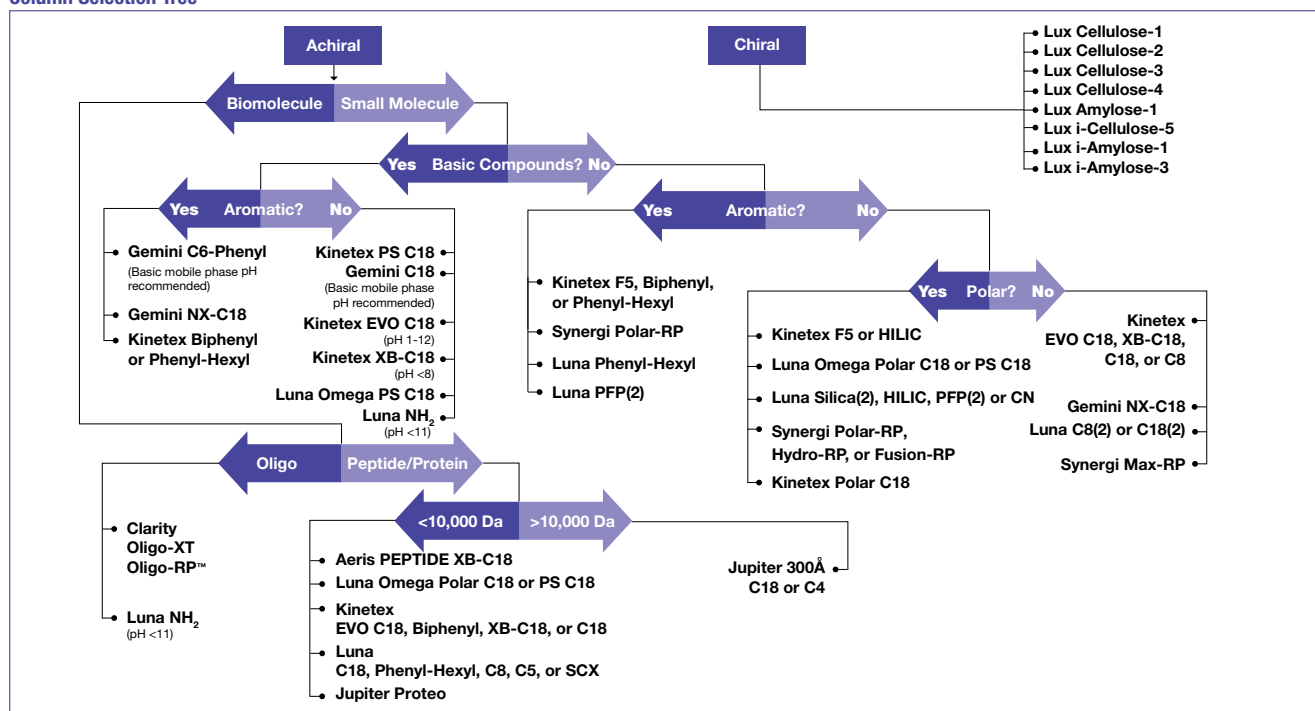 Column Selection Tree
Achiral
Chiral
Lux Cellulose-1
Lux Cellulose-2
Lux Cellulose-3
Lux Cellulose-4
Lux Amylose-1
Lux i-Cellulose-5
Lux i-Amylose-1
Lux i-Amylose-3
Biomolecule Small Molecule
Yes Basic Compounds? No
Yes Aromatic? No
Gemini C6-Phenyl
(Basic mobile phase pH
recommended)
Gemini NX-C18
Kinetex Biphenyl
or Phenyl-Hexyl
Kinetex PS C18
Gemini C18
(Basic mobile phase
pH recommended)
Kinetex EVO C18
(pH 1-12)
Kinetex XB-C18
(pH <8)
Luna Omega PS C18
Luna NH₂
(pH <11)
Yes Aromatic? No
Kinetex F5, Biphenyl,
or Phenyl-Hexyl
Synergi Polar-RP
Luna Phenyl-Hexyl
Luna PFP(2)
Yes Polar? No
Kinetex F5 or HILIC
Luna Omega Polar C18 or PS C18
Luna Silica(2), HILIC, PFP(2) or CN
Synergi Polar-RP,
Hydro-RP, or Fusion-RP
Kinetex Polar C18
Kinetex
EVO C18, XB-C18,
C18, or C8
Gemini NX-C18
Luna C8(2) or C18(2)
Synergi Max-RP
Oligo Peptide/Protein
Clarity
Oligo-XT
Oligo-RP™
Luna NH₂
(pH <11)
<10,000 Da >10,000 Da
Aeris PEPTIDE XB-C18
Luna Omega Polar C18 or PS C18
Kinetex
EVO C18, Biphenyl, XB-C18, or C18
Luna
C18, Phenyl-Hexyl, C8, C5, or SCX
Jupiter Proteo
Jupiter 300Å
C18 or C4